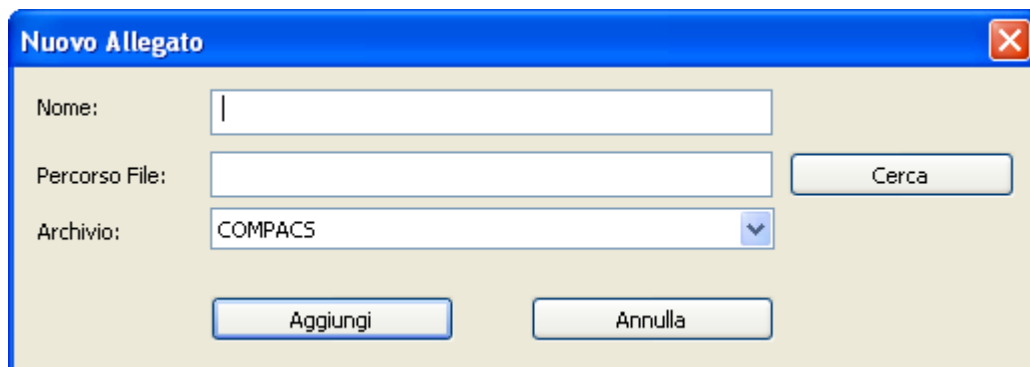 Nuovo Allegato
Nome:
Percorso File:
Cerca
Archivio:
COMPACS
Aggiungi
Annulla